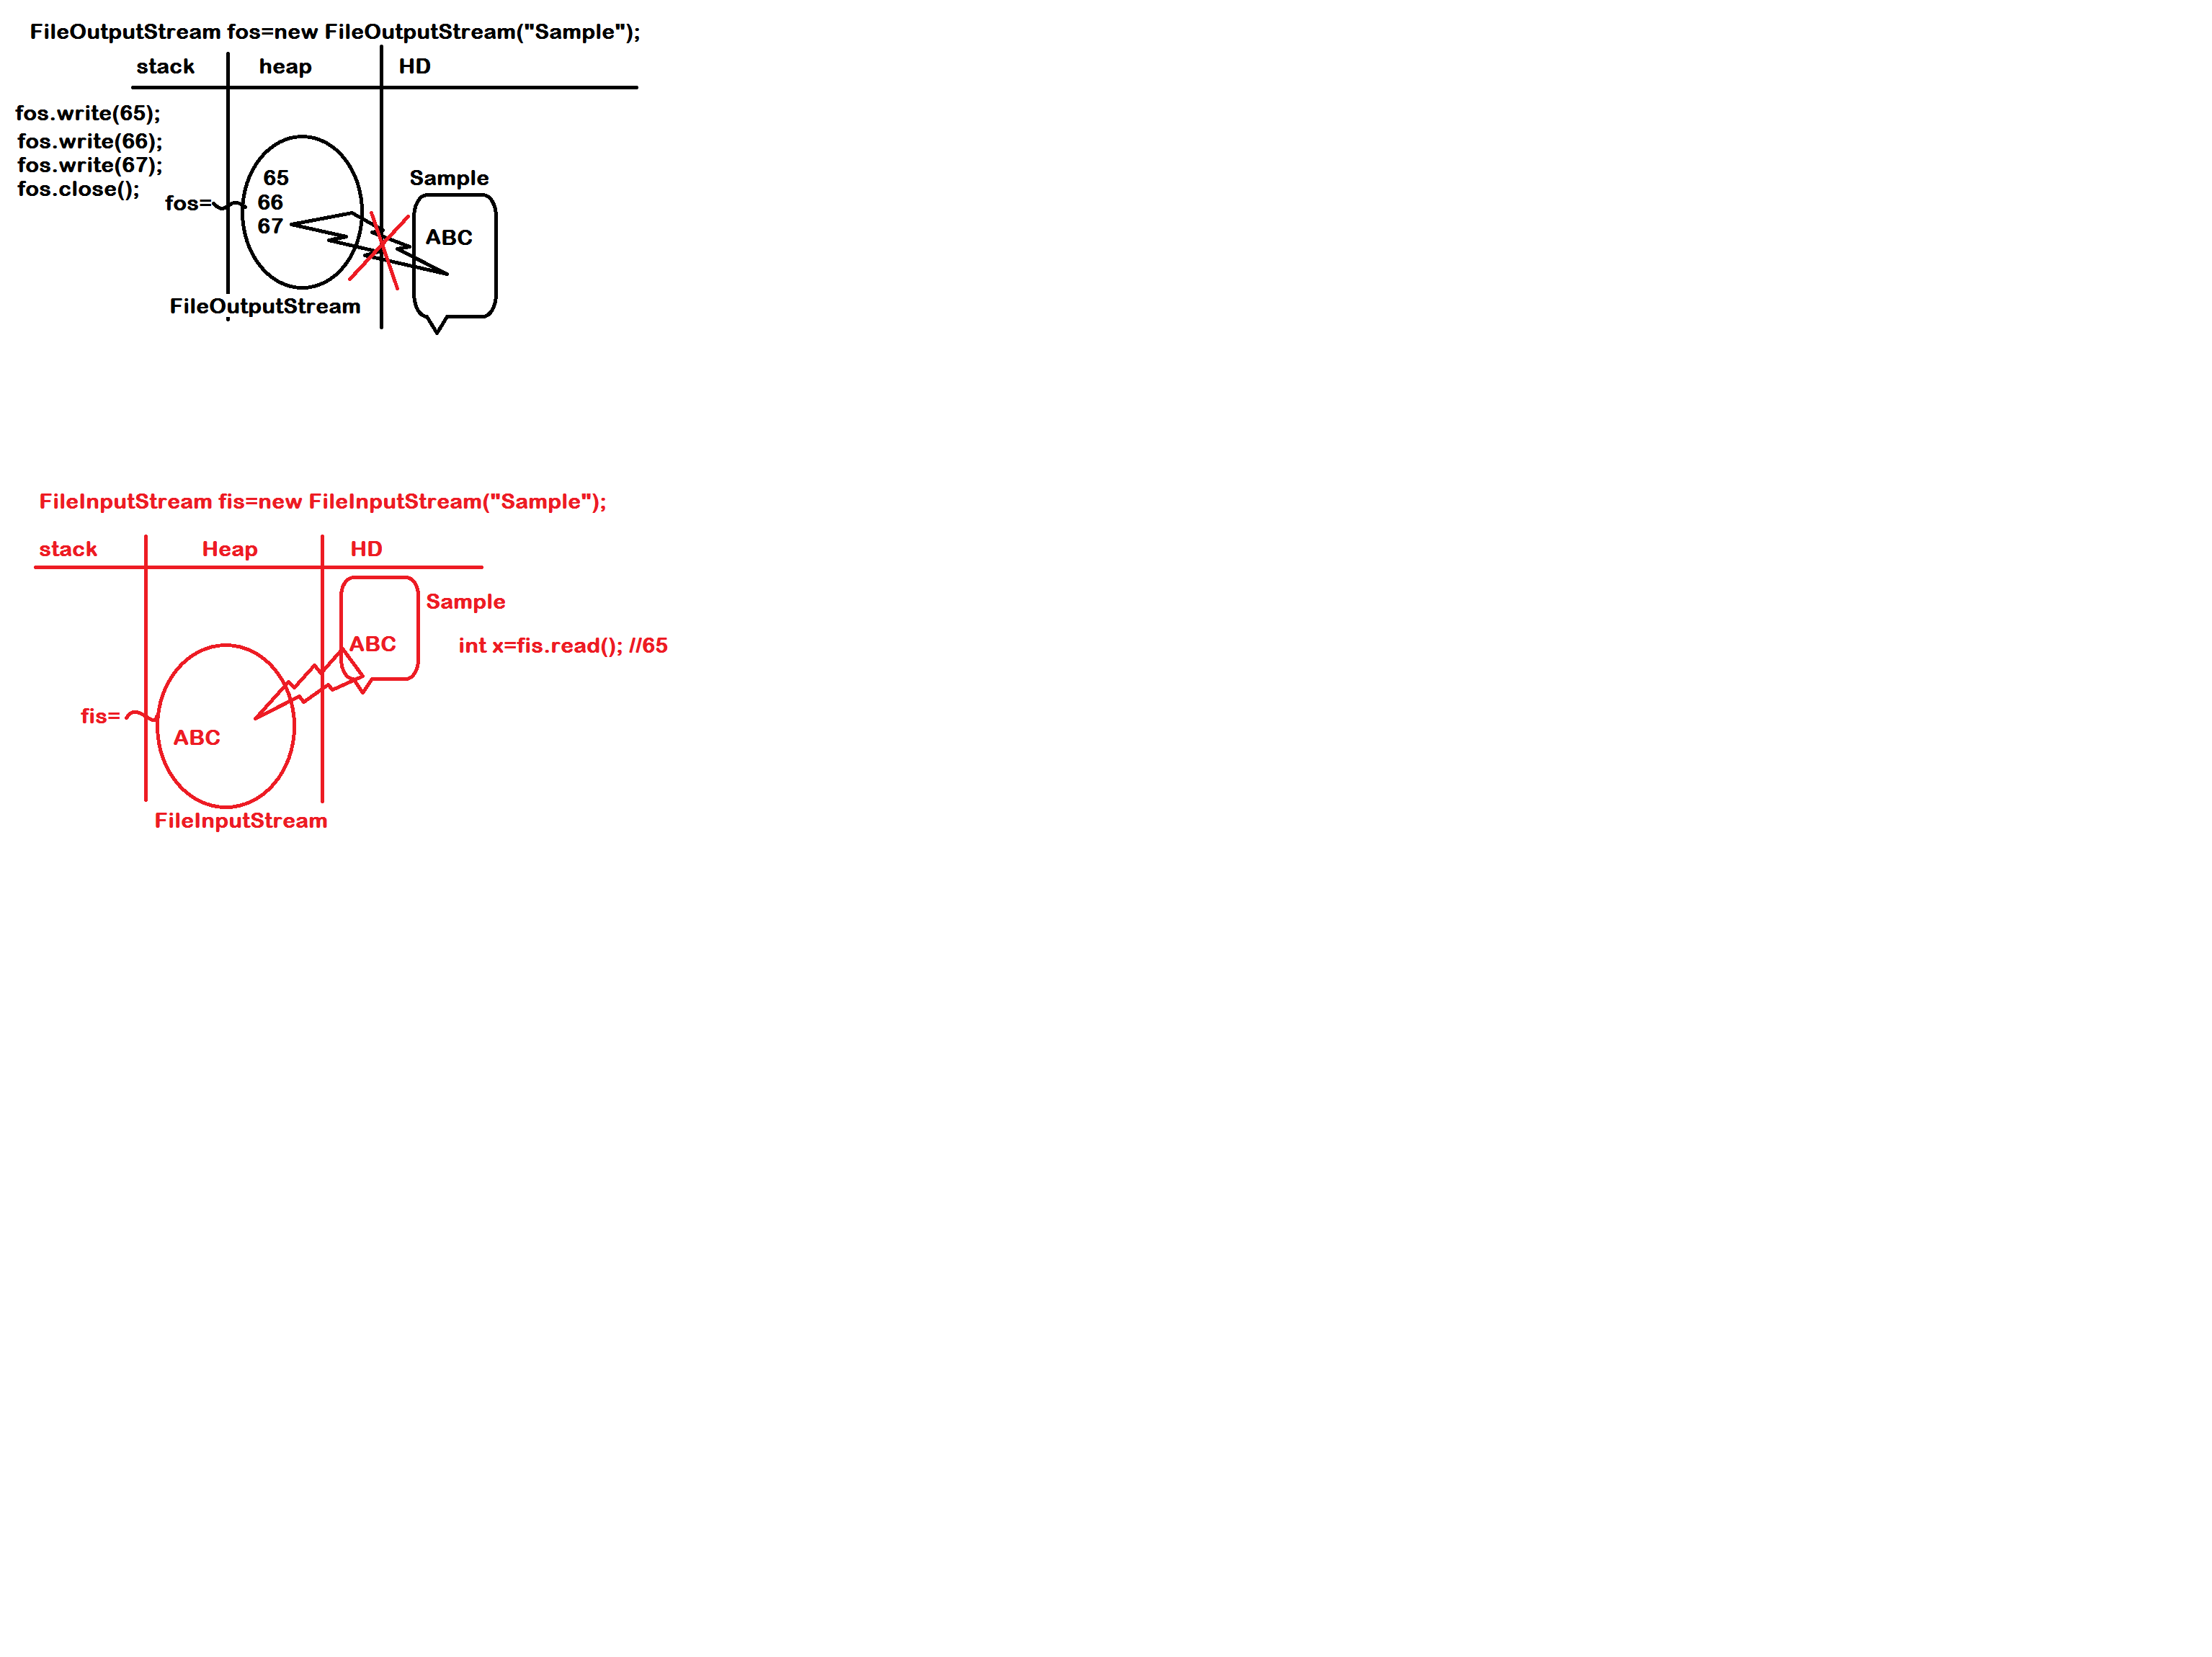 FileOutputStream fos=new FileOutputStream("Sample");
stack heap HD
fos.write(65);
fos.write(66);
fos.write(67);
fos.close();
fos=
65
66
67
Sample
ABC
FileOutputStream
FileInputStream fis=new FileInputStream("Sample");
stack Heap HD
Sample
ABC
int x=fis.read(); //65
fis=
ABC
FileInputStream